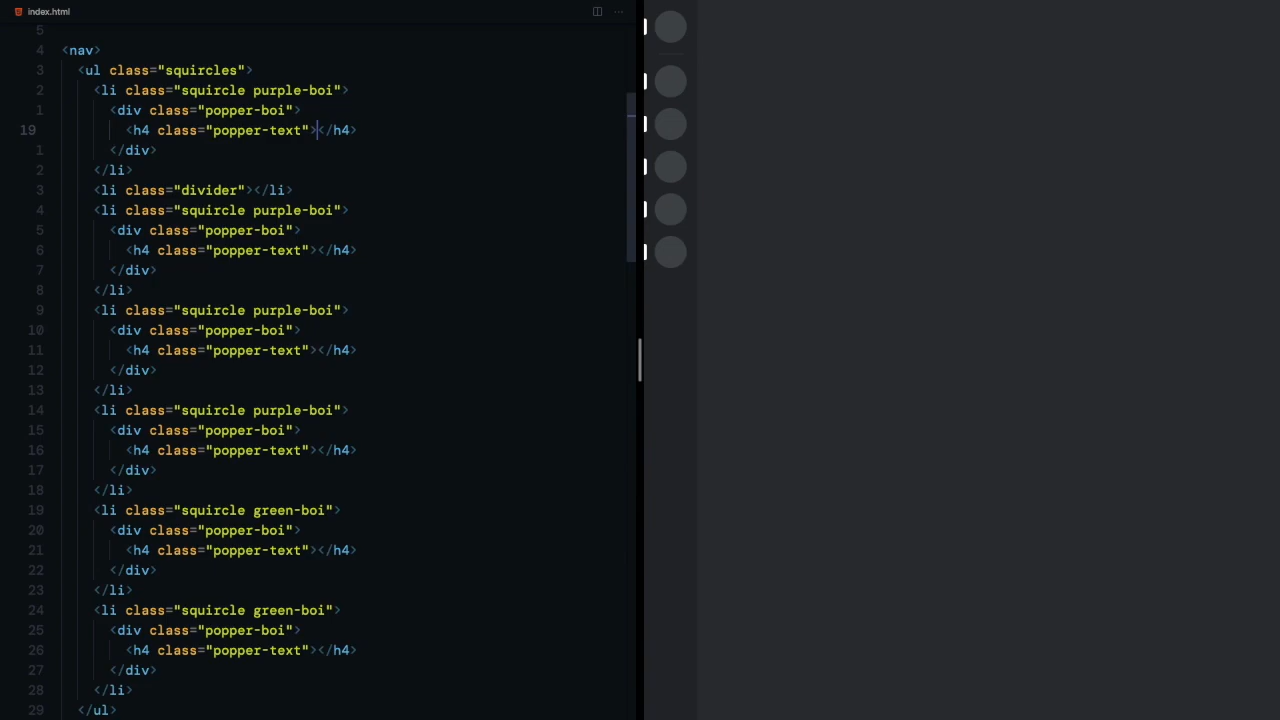 index.html
5
4 <nav>
3 <ul class="squircles">
2 <li class="squircle purple-boi">
1 <div class="popper-boi">
19 <h4 class="popper-text"></h4>
1 </div>
2 </li>
3 <li class="divider"></li>
4 <li class="squircle purple-boi">
5 <div class="popper-boi">
6 <h4 class="popper-text"></h4>
7 </div>
8 </li>
9 <li class="squircle purple-boi">
10 <div class="popper-boi">
11 <h4 class="popper-text"></h4>
12 </div>
13 </li>
14 <li class="squircle purple-boi">
15 <div class="popper-boi">
16 <h4 class="popper-text"></h4>
17 </div>
18 </li>
19 <li class="squircle green-boi">
20 <div class="popper-boi">
21 <h4 class="popper-text"></h4>
22 </div>
23 </li>
24 <li class="squircle green-boi">
25 <div class="popper-boi">
26 <h4 class="popper-text"></h4>
27 </div>
28 </li>
29 </ul>